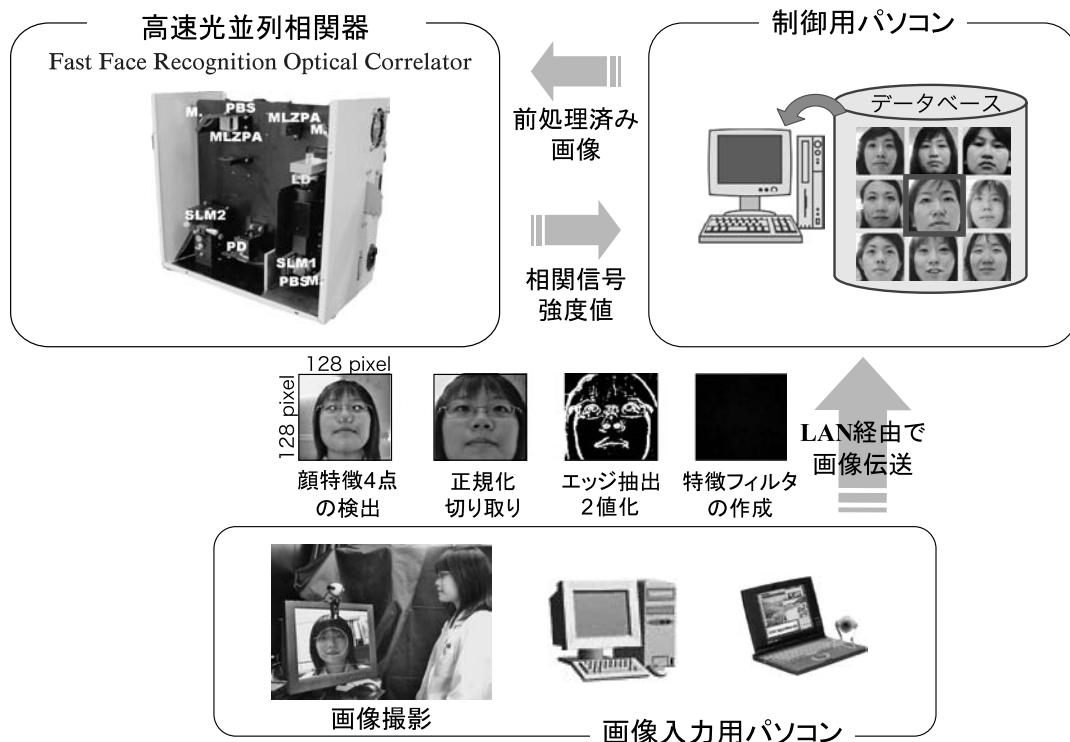 高速光並列相関器
Fast Face Recognition Optical Correlator
M.
PBS
MLZPA
MLZPA
M.
LD
SLM2
PD
SLM1
PBS
M.
前処理済み
画像
相関信号
強度値
制御用パソコン
データベース
128 pixel
128 pixel
顔特徴4点
の検出
正規化
切り取り
エッジ抽出
2値化
特徴フィルタ
の作成
LAN経由で
画像伝送
画像撮影
画像入力用パソコン